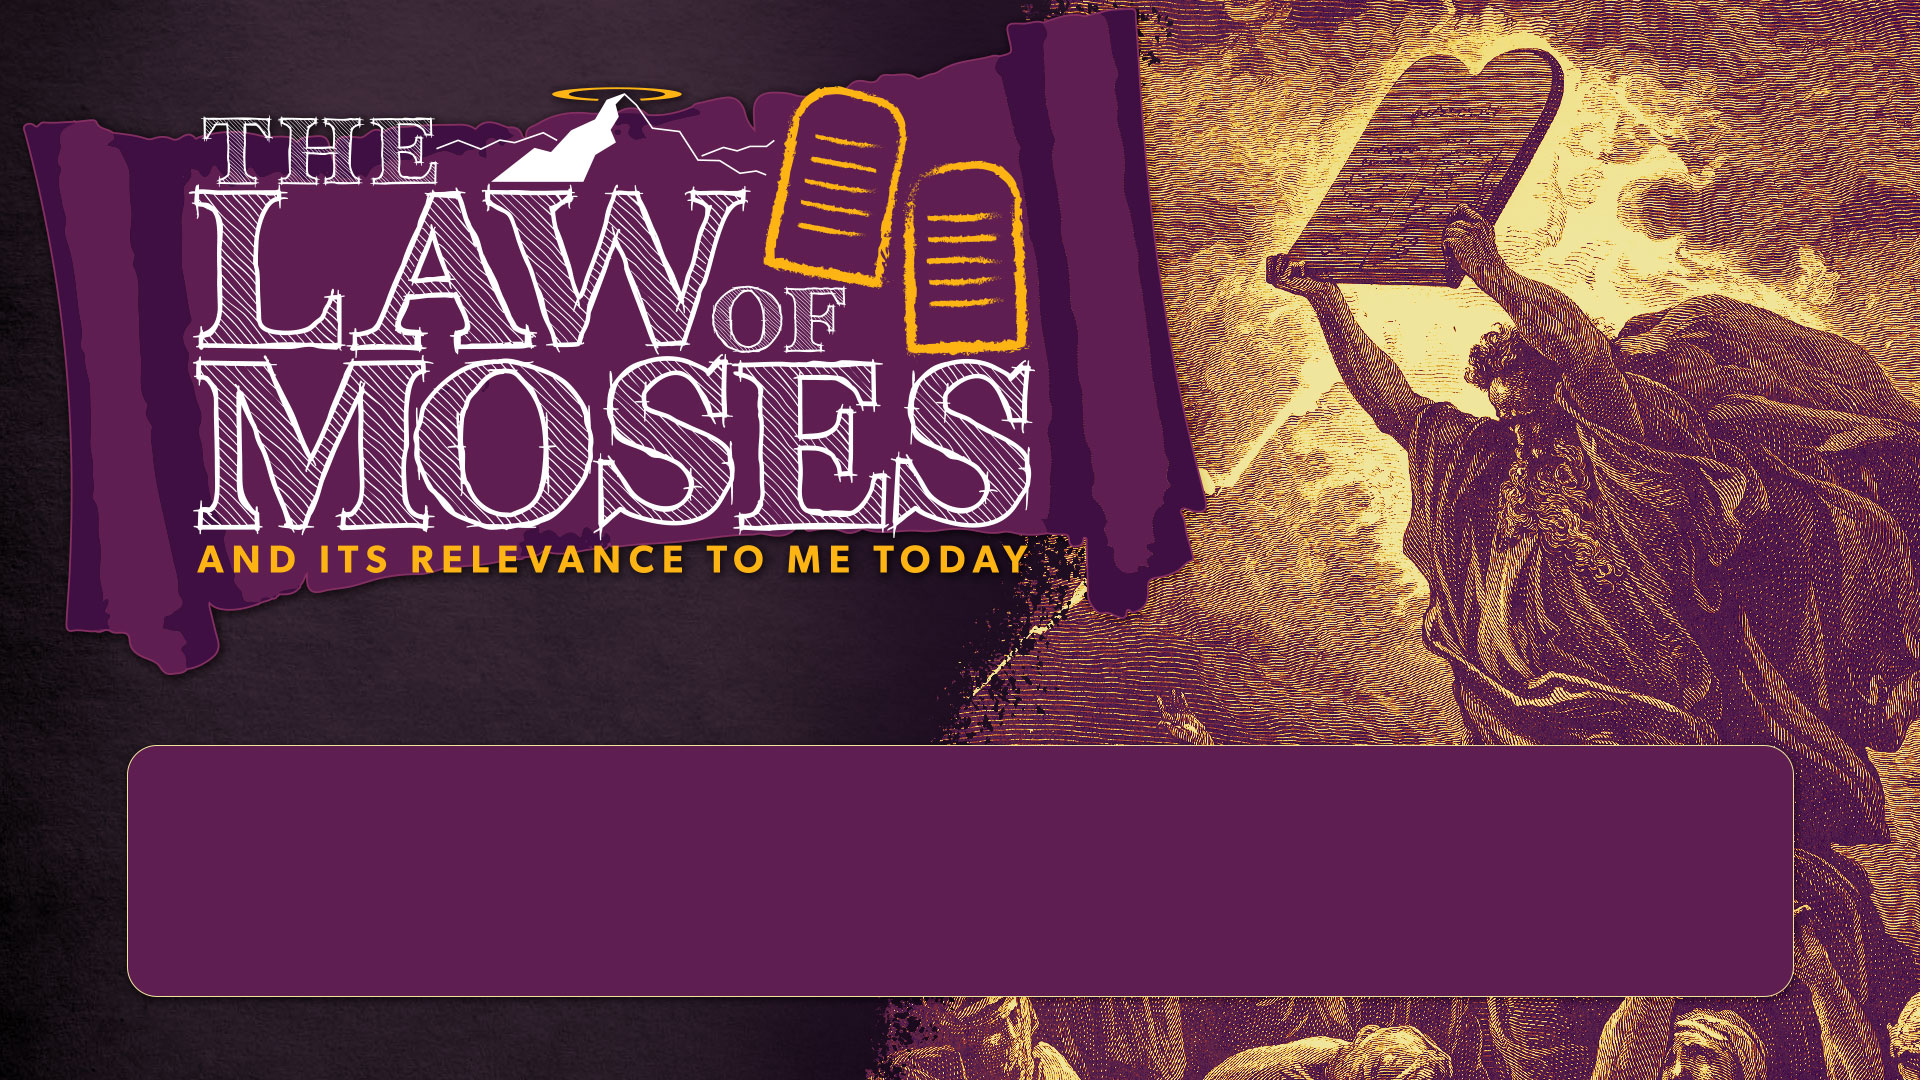 THE
LAW OF
MOSES
AND ITS RELEVANCE TO ME TODAY